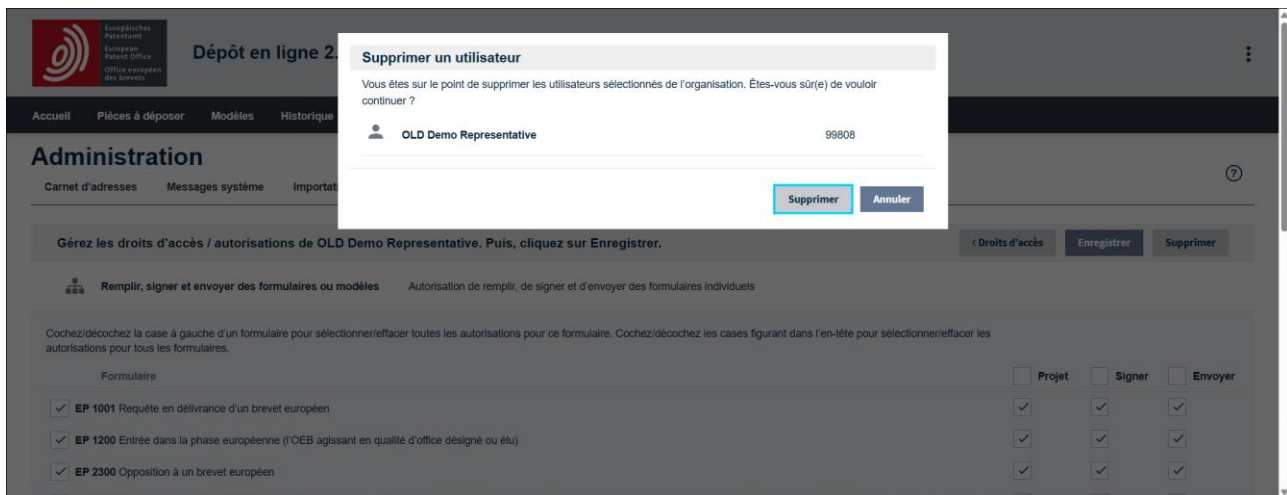 Europäisches
Patentamt
European
Patent Office
Office européen
des brevets
Dépôt en ligne 2.
Accueil Pièces à déposer Modèles Historique
Administration
Carnet d'adresses Messages système Importati
Supprimer un utilisateur
Vous êtes sur le point de supprimer les utilisateurs sélectionnés de l'organisation. Êtes-vous sûr(e) de vouloir
continuer ?
OLD Demo Representative 99808
Supprimer Annuler
Gérez les droits d'accès / autorisations de OLD Demo Representative. Puis, cliquez sur Enregistrer.
‹ Droits d'accès Enregistrer Supprimer
Remplir, signer et envoyer des formulaires ou modèles Autorisation de remplir, de signer et d'envoyer des formulaires individuels
Cochez/décochez la case à gauche d'un formulaire pour sélectionner/effacer toutes les autorisations pour ce formulaire. Cochez/décochez les cases figurant dans l'en-tête pour sélectionner/effacer les
autorisations pour tous les formulaires.
Formulaire Projet Signer Envoyer
EP 1001 Requête en délivrance d'un brevet européen
EP 1200 Entrée dans la phase européenne (l'OEB agissant en qualité d'office désigné ou élu)
EP 2300 Opposition à un brevet européen